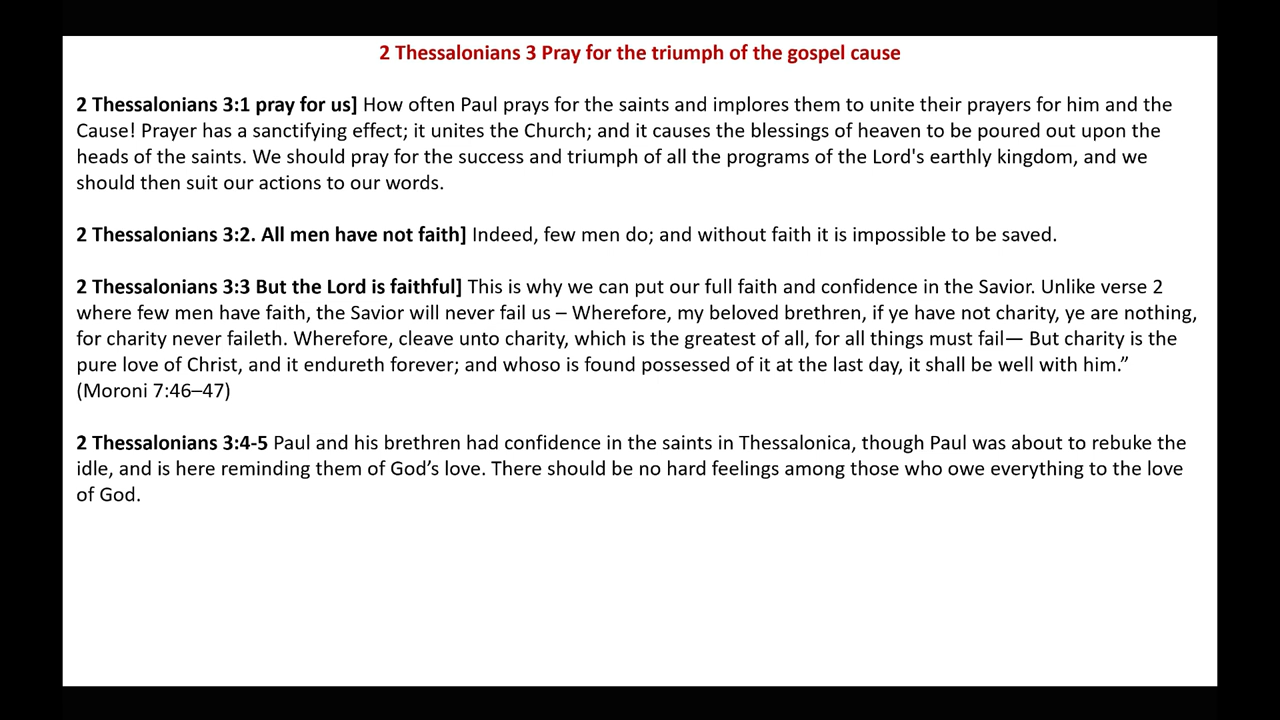 2 Thessalonians 3 Pray for the triumph of the gospel cause
2 Thessalonians 3:1 pray for us] How often Paul prays for the saints and implores them to unite their prayers for him and the
Cause! Prayer has a sanctifying effect; it unites the Church; and it causes the blessings of heaven to be poured out upon the
heads of the saints. We should pray for the success and triumph of all the programs of the Lord's earthly kingdom, and we
should then suit our actions to our words.
2 Thessalonians 3:2. All men have not faith] Indeed, few men do; and without faith it is impossible to be saved.
2 Thessalonians 3:3 But the Lord is faithful] This is why we can put our full faith and confidence in the Savior. Unlike verse 2
where few men have faith, the Savior will never fail us – Wherefore, my beloved brethren, if ye have not charity, ye are nothing,
for charity never faileth. Wherefore, cleave unto charity, which is the greatest of all, for all things must fail— But charity is the
pure love of Christ, and it endureth forever; and whoso is found possessed of it at the last day, it shall be well with him.”
(Moroni 7:46–47)
2 Thessalonians 3:4-5 Paul and his brethren had confidence in the saints in Thessalonica, though Paul was about to rebuke the
idle, and is here reminding them of God’s love. There should be no hard feelings among those who owe everything to the love
of God.